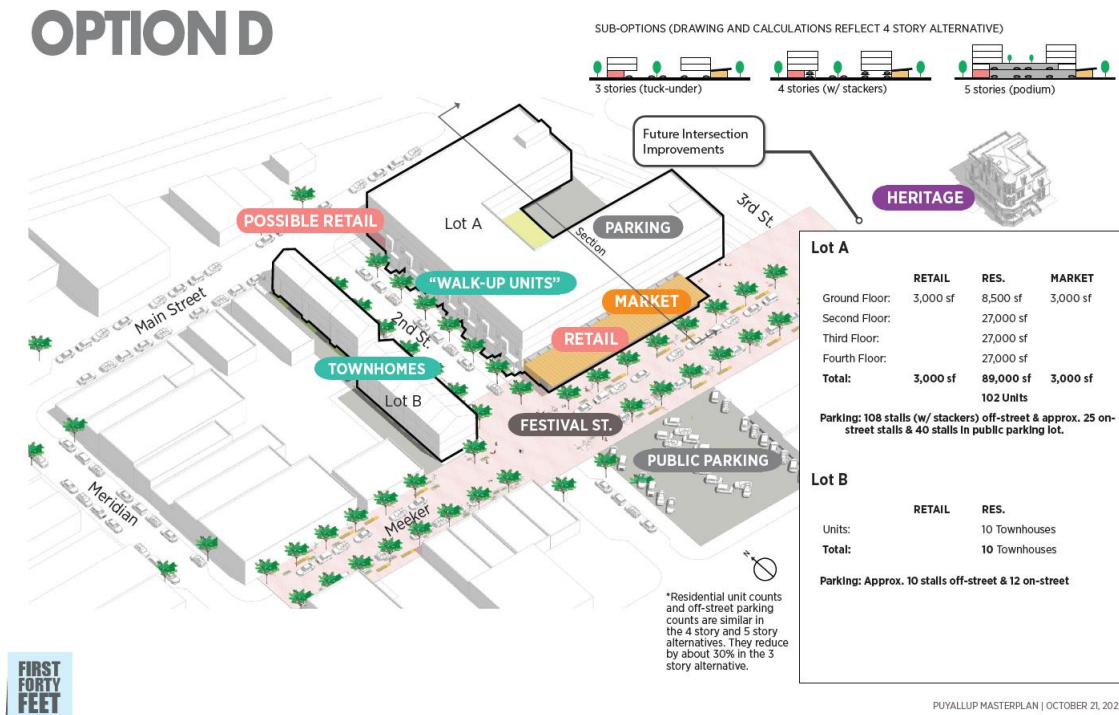 OPTION D
SUB-OPTIONS (DRAWING AND CALCULATIONS REFLECT 4 STORY ALTERNATIVE)
3 stories (tuck-under)
4 stories (w/ stackers)
5 stories (podium)
Future Intersection
Improvements
HERITAGE
3rd St.
POSSIBLE RETAIL
Lot A
PARKING
Section
"WALK-UP UNITS"
MARKET
Main Street
2nd St.
RETAIL
TOWNHOMES
Lot B
FESTIVAL ST.
PUBLIC PARKING
Meridian
Meeker
N
*Residential unit counts
and off-street parking
counts are similar in
the 4 story and 5 story
alternatives. They reduce
by about 30% in the 3
story alternative.
Lot A
RETAIL RES. MARKET
Ground Floor: 3,000 sf 8,500 sf 3,000 sf
Second Floor: 27,000 sf
Third Floor: 27,000 sf
Fourth Floor: 27,000 sf
Total: 3,000 sf 89,000 sf 3,000 sf
102 Units
Parking: 108 stalls (w/ stackers) off-street & approx. 25 on-
street stalls & 40 stalls in public parking lot.
Lot B
RETAIL RES.
Units: 10 Townhouses
Total: 10 Townhouses
Parking: Approx. 10 stalls off-street & 12 on-street
FIRST
FORTY
FEET
PUYALLUP MASTERPLAN | OCTOBER 21, 202